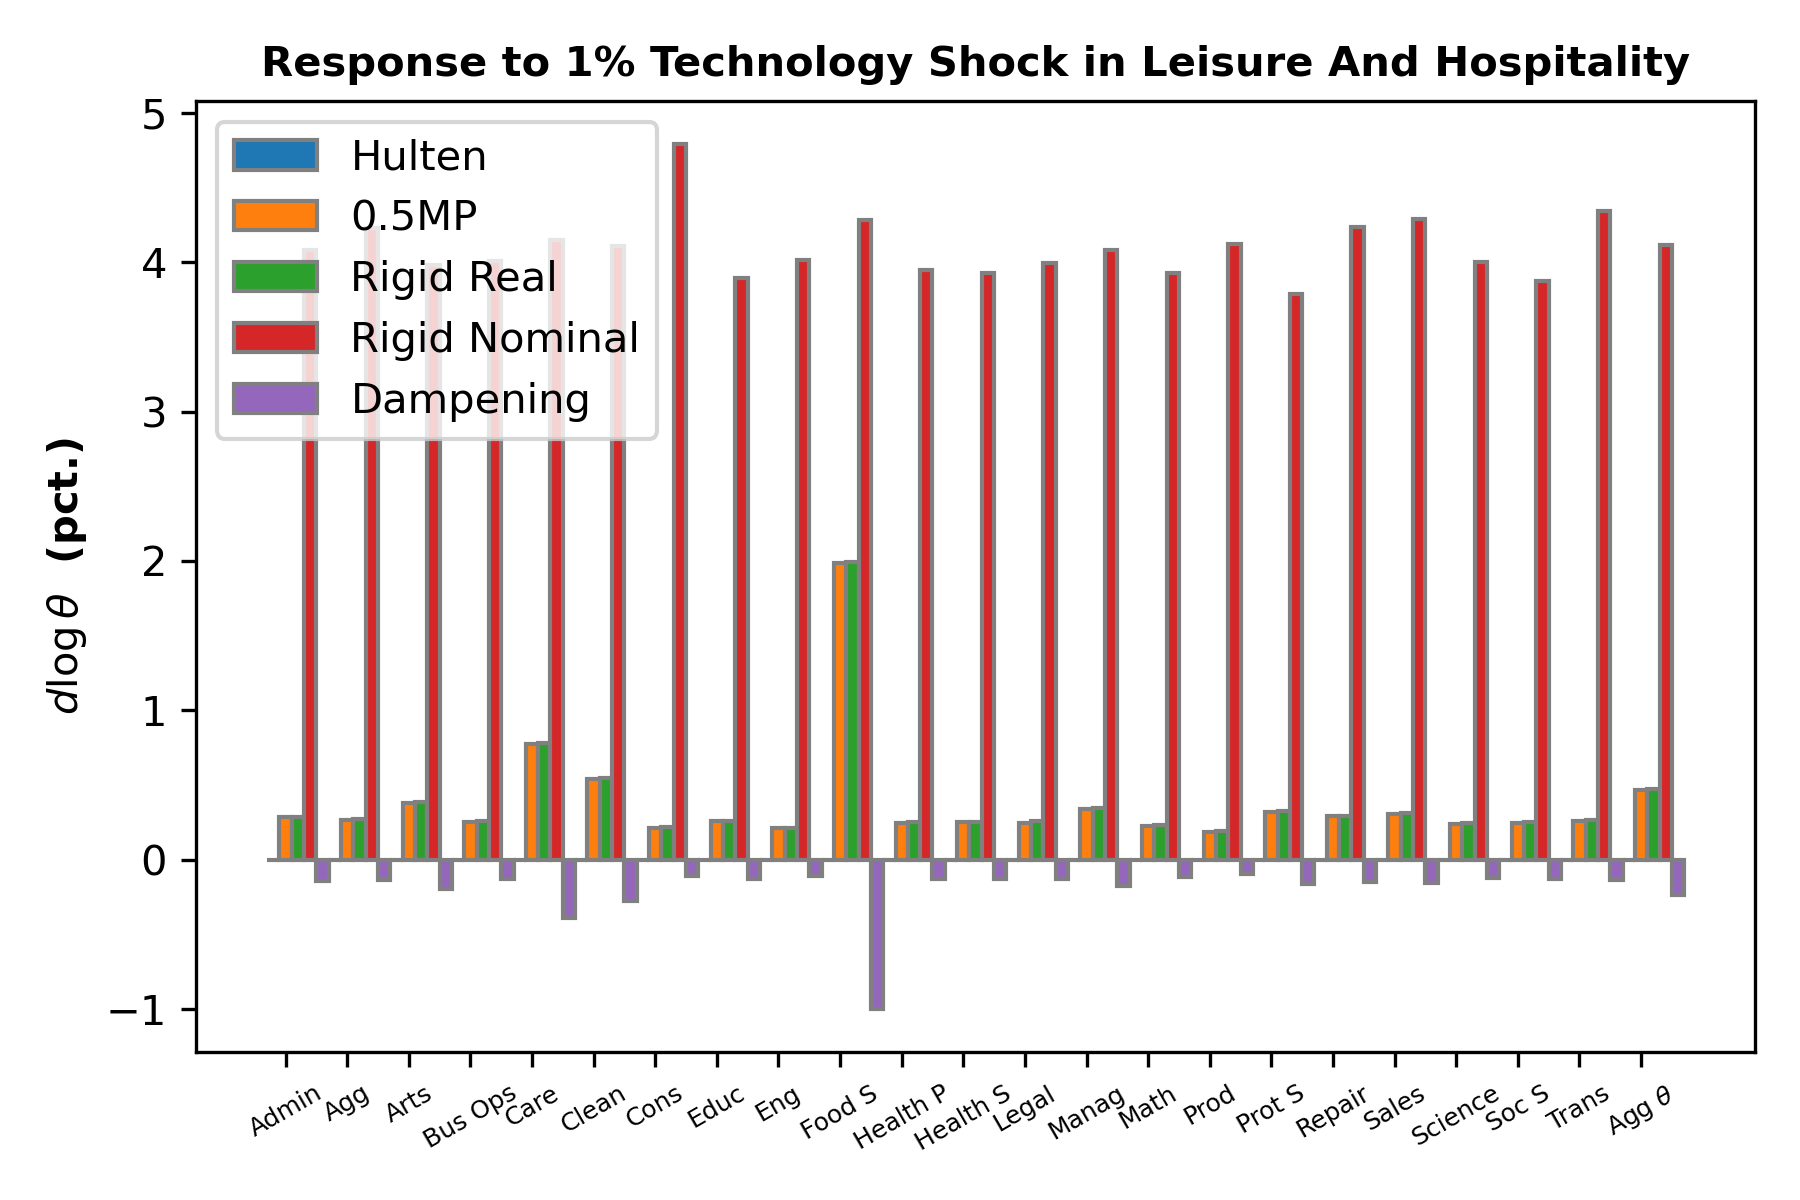 Response to 1% Technology Shock in Leisure And Hospitality
d log θ (pct.)
5
4
3
2
1
0
−1
Hulten
0.5MP
Rigid Real
Rigid Nominal
Dampening
Admin
Agg
Arts
Bus Ops
Care
Clean
Cons
Educ
Eng
Food S
Health P
Health S
Legal
Manag
Math
Prod
Prot S
Repair
Sales
Science
Soc S
Trans
Agg θ